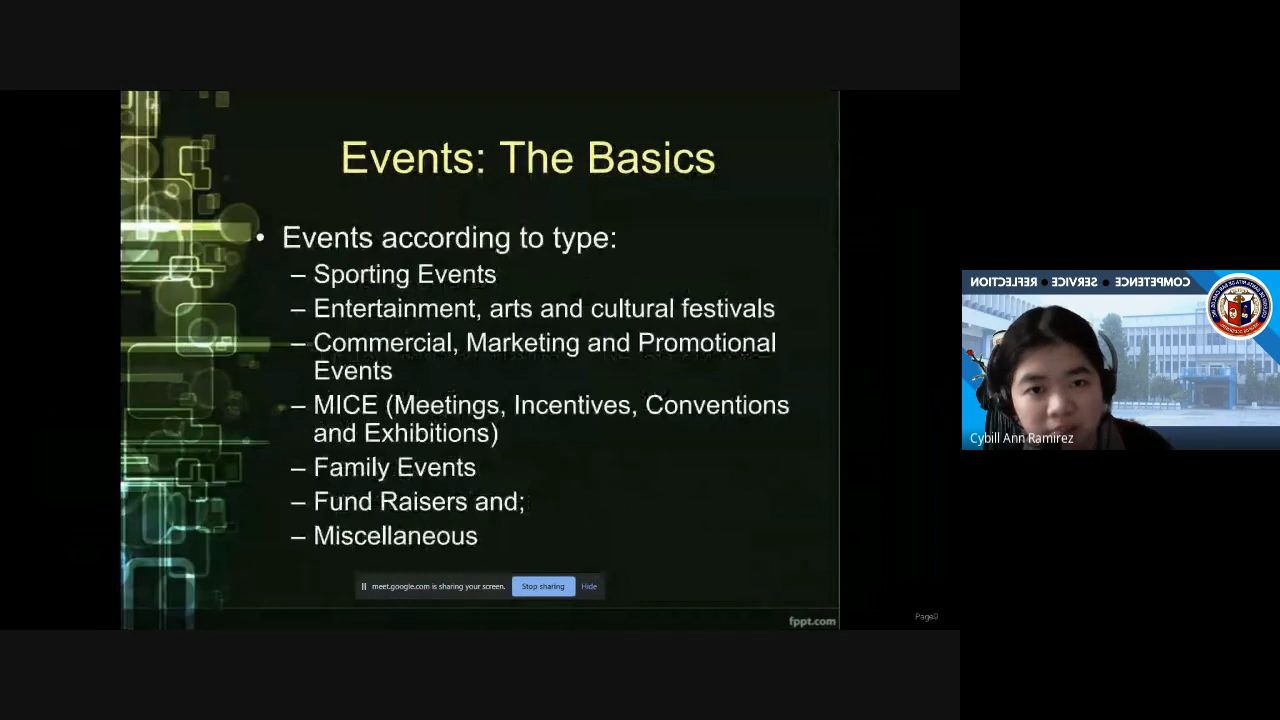 Events: The Basics
• Events according to type:
– Sporting Events
– Entertainment, arts and cultural festivals
– Commercial, Marketing and Promotional
Events
– MICE (Meetings, Incentives, Conventions
and Exhibitions)
– Family Events
– Fund Raisers and;
– Miscellaneous
meet.google.com is sharing your screen. Stop sharing Hide
fppt.com
Page9
COMPETENCE • SERVICE • REFLECTION
Cybill Ann Ramirez